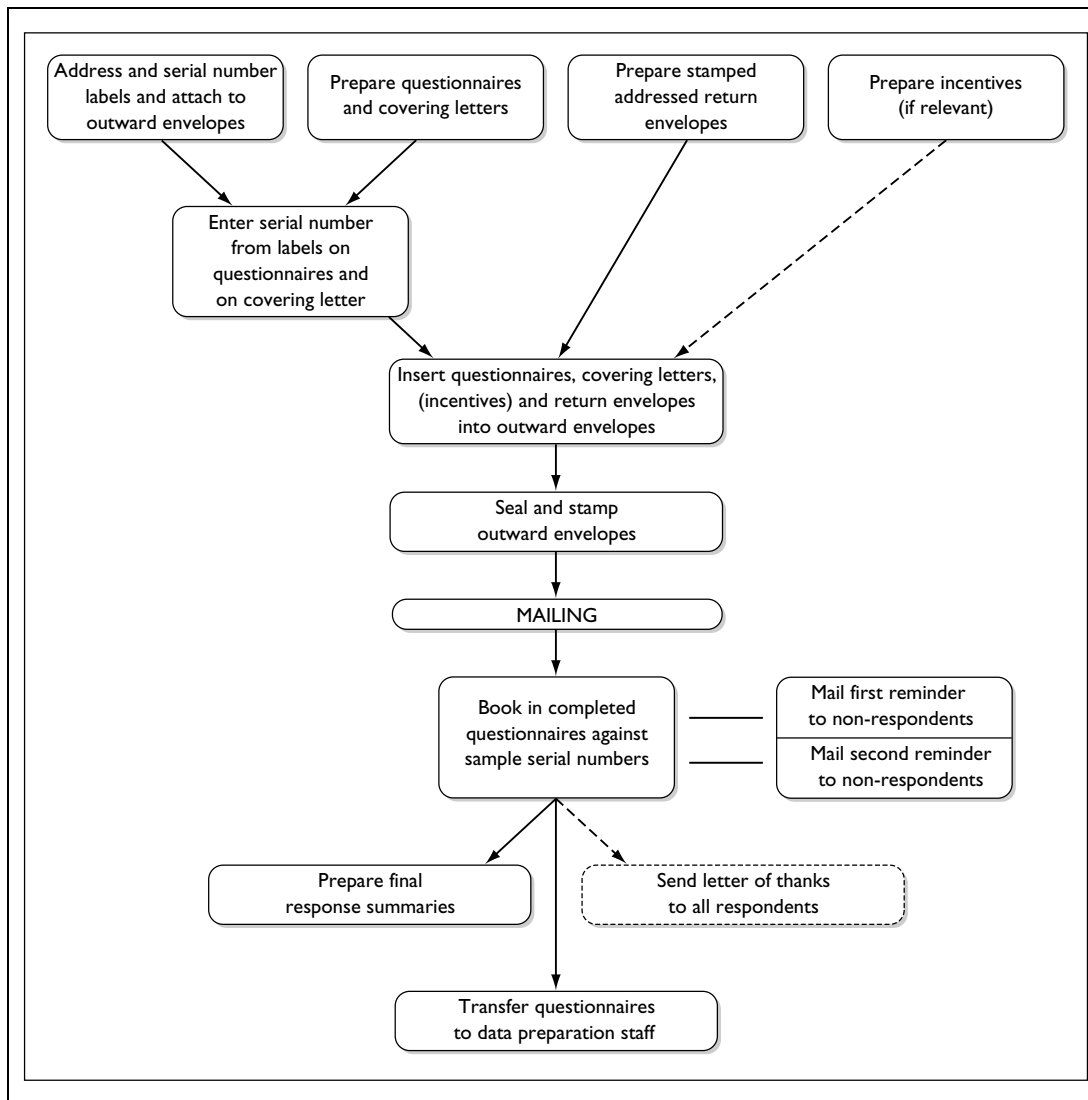 Address and serial number
labels and attach to
outward envelopes
Prepare questionnaires
and covering letters
Prepare stamped
addressed return
envelopes
Prepare incentives
(if relevant)
Enter serial number
from labels on
questionnaires and
on covering letter
Insert questionnaires, covering letters,
(incentives) and return envelopes
into outward envelopes
Seal and stamp
outward envelopes
MAILING
Book in completed
questionnaires against
sample serial numbers
Mail first reminder
to non-respondents
Mail second reminder
to non-respondents
Prepare final
response summaries
Send letter of thanks
to all respondents
Transfer questionnaires
to data preparation staff